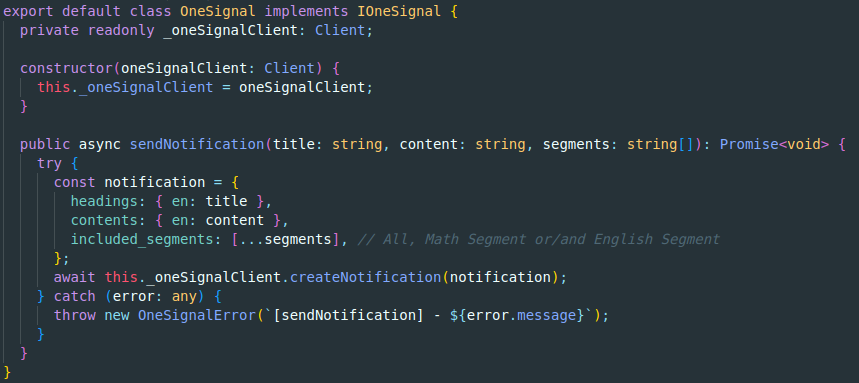 export default class OneSignal implements IOneSignal {
private readonly _oneSignalClient: Client;
constructor(oneSignalClient: Client) {
this._oneSignalClient = oneSignalClient;
}
public async sendNotification(title: string, content: string, segments: string[]): Promise<void> {
try {
const notification = {
headings: { en: title },
contents: { en: content },
included_segments: [...segments], // All, Math Segment or/and English Segment
};
await this._oneSignalClient.createNotification(notification);
} catch (error: any) {
throw new OneSignalError(`[sendNotification] - ${error.message}`);
}
}
}